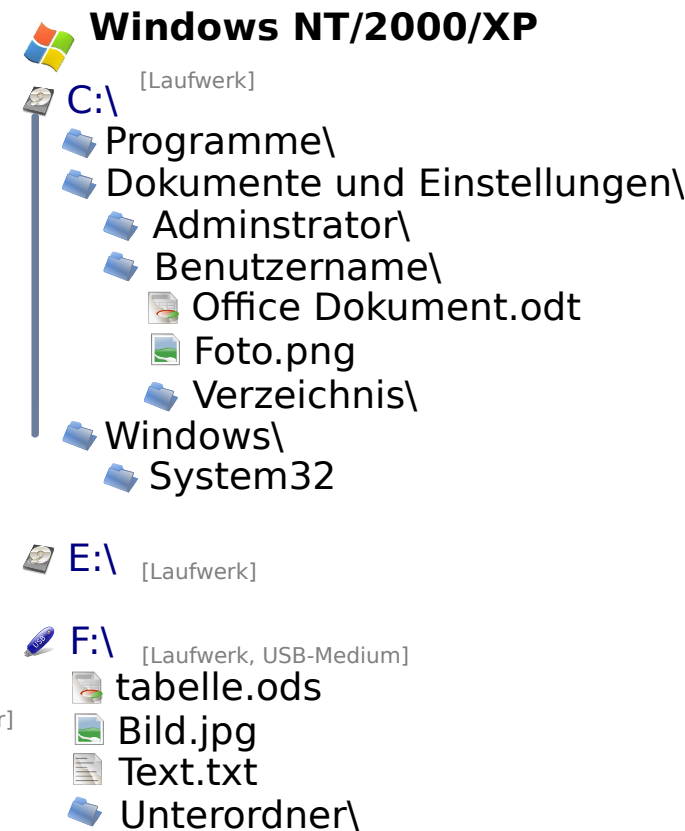 Windows NT/2000/XP
[Laufwerk]
C:\
Programme\
Dokumente und Einstellungen\
Adminstrator\
Benutzername\
Office Dokument.odt
Foto.png
Verzeichnis\
Windows\
System32
E:\ [Laufwerk]
F:\ [Laufwerk, USB-Medium]
tabelle.ods
r]
Bild.jpg
Text.txt
Unterordner\